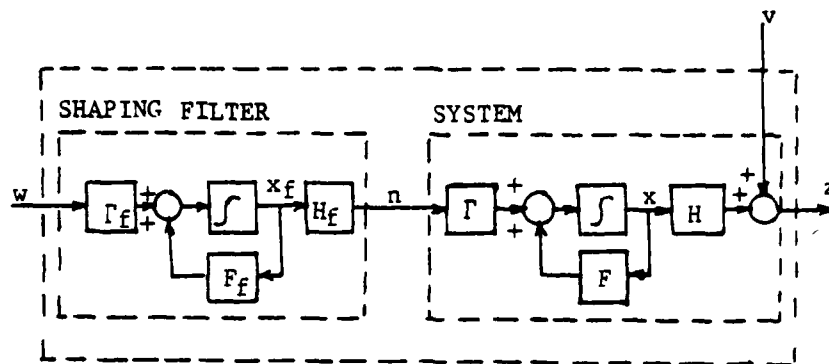 v
SHAPING FILTER
SYSTEM
w
Γf
+
+
∫
xf
Hf
n
Γ
+
+
∫
x
H
+
+
z
Ff
F